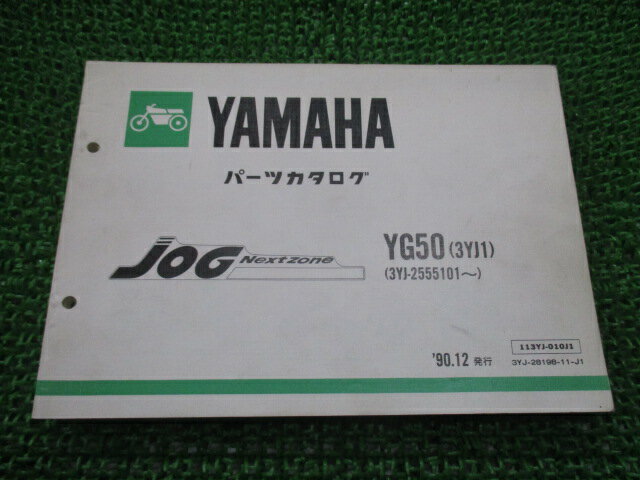 YAMAHA
パーツカタログ
JOG Nextzone
YG50 (3YJ1)
(3YJ-2555101～)
'90.12 発行
113YJ-010J1
3YJ-28198-11-J1